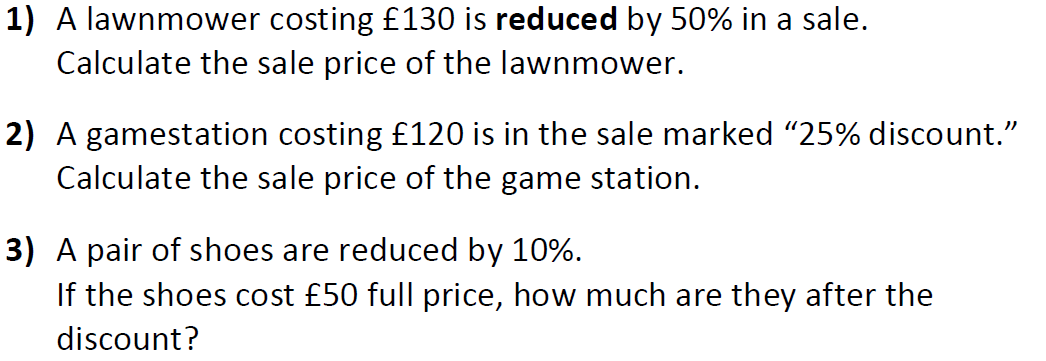 1) A lawnmower costing £130 is reduced by 50% in a sale.
Calculate the sale price of the lawnmower.
2) A gamestation costing £120 is in the sale marked “25% discount.”
Calculate the sale price of the game station.
3) A pair of shoes are reduced by 10%.
If the shoes cost £50 full price, how much are they after the
discount?